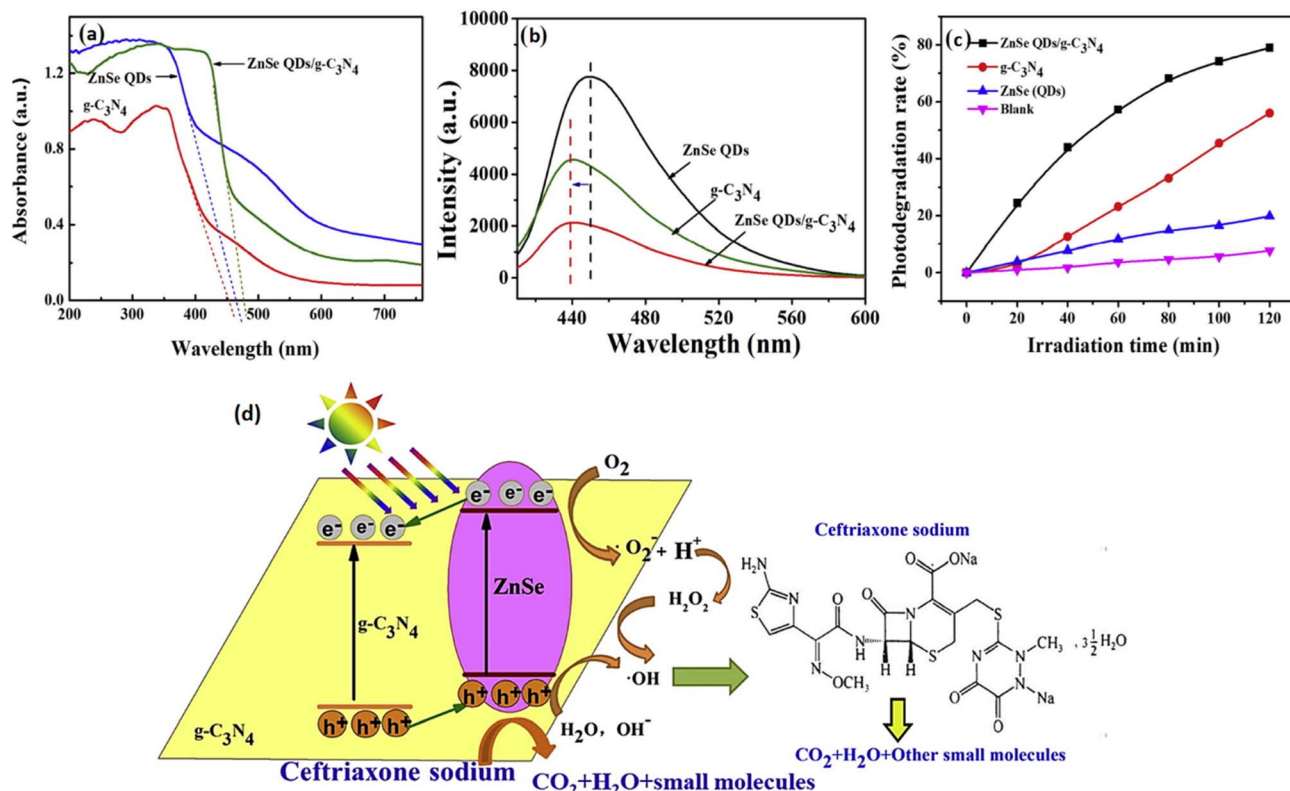 (a)
ZnSe QDs/g-C₃N₄
ZnSe QDs
g-C₃N₄
Absorbance (a.u.)
1.2
0.8
0.4
0.0
200 300 400 500 600 700
Wavelength (nm)
(b)
10000
8000
6000
4000
2000
0
Intensity (a.u.)
ZnSe QDs
g-C₃N₄
ZnSe QDs/g-C₃N₄
440 480 520 560 600
Wavelength (nm)
(c)
ZnSe QDs/g-C₃N₄
g-C₃N₄
ZnSe (QDs)
Blank
Photodegradation rate (%)
80
60
40
20
0
0 20 40 60 80 100 120
Irradiation time (min)
(d)
O₂
e⁻ e⁻ e⁻
e⁻ e⁻ e⁻
·O₂⁻+ H⁺
ZnSe
H₂O₂
g-C₃N₄
·OH
h⁺ h⁺ h⁺
h⁺ h⁺ h⁺
H₂O, OH⁻
g-C₃N₄
Ceftriaxone sodium
CO₂+H₂O+small molecules
Ceftriaxone sodium
O
ONa
H₂N
S
N
O
O
N
S
N
H
H
H
S
N
OCH₃
N
N
CH₃
, 3½H₂O
O
N
Na
O
CO₂+H₂O+Other small molecules